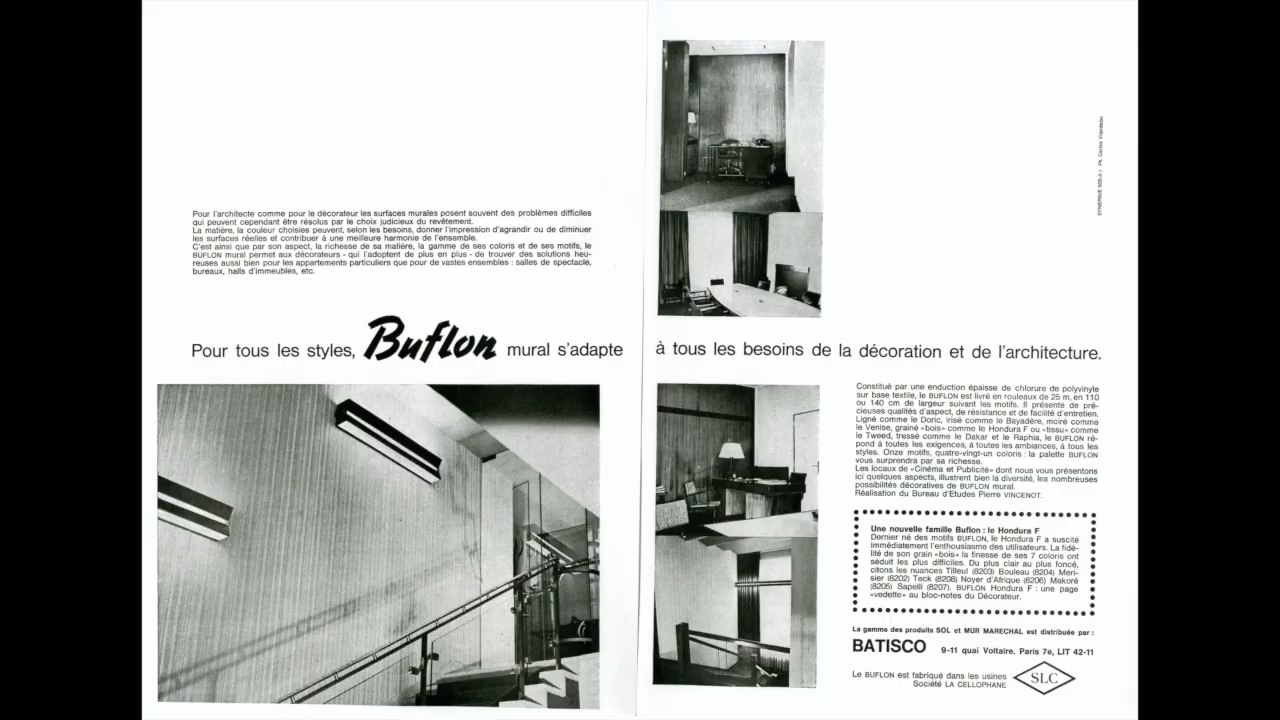 Pour l'architecte comme pour le décorateur les surfaces murales posent souvent des problèmes difficiles
qui peuvent cependant être résolus par le choix judicieux du revêtement.
La matière, la couleur choisies peuvent, selon les besoins, donner l'impression d'agrandir ou de diminuer
les surfaces réelles et contribuer à une meilleure harmonie de l'ensemble.
C'est ainsi que par son aspect, la richesse de sa matière, la gamme de ses coloris et de ses motifs, le
BUFLON mural permet aux décorateurs - qui l'adoptent de plus en plus - de trouver des solutions heu-
reuses aussi bien pour les appartements particuliers que pour de vastes ensembles : salles de spectacle,
bureaux, halls d'immeubles, etc.
Pour tous les styles, Buflon mural s'adapte à tous les besoins de la décoration et de l'architecture.
Constitué par une enduction épaisse de chlorure de polyvinyle
sur base textile, le BUFLON est livré en rouleaux de 25 m, en 110
ou 140 cm de largeur suivant les motifs. Il présente de pré-
cieuses qualités d'aspect, de résistance et de facilité d'entretien.
Ligné comme le Doric, irisé comme le Bayadère, moiré comme
le Venise, grainé «bois» comme le Hondura F ou «tissu» comme
le Tweed, tressé comme le Dakar et le Raphia, le BUFLON ré-
pond à toutes les exigences, à toutes les ambiances, à tous les
styles. Onze motifs, quatre-vingt-un coloris : la palette BUFLON
vous surprendra par sa richesse.
Les locaux de «Cinéma et Publicité» dont nous vous présentons
ici quelques aspects, illustrent bien la diversité, les nombreuses
possibilités décoratives de BUFLON mural.
Réalisation du Bureau d'Etudes Pierre VINCENOT.
Une nouvelle famille Buflon : le Hondura F
Dernier né des motifs BUFLON, le Hondura F a suscité
immédiatement l'enthousiasme des utilisateurs. La fidé-
lité de son grain «bois» la finesse de ses 7 coloris ont
séduit les plus difficiles. Du plus clair au plus foncé,
citons les nuances Tilleul (8203) Bouleau (8204) Meri-
sier (8202) Teck (8208) Noyer d'Afrique (8206) Makoré
(8205) Sapelli (8207). BUFLON Hondura F : une page
«vedette» au bloc-notes du Décorateur.
La gamme des produits SOL et MUR MARECHAL est distribuée par :
BATISCO 9-11 quai Voltaire, Paris 7e, LIT 42-11
Le BUFLON est fabriqué dans les usines
Société LA CELLOPHANE
SLC